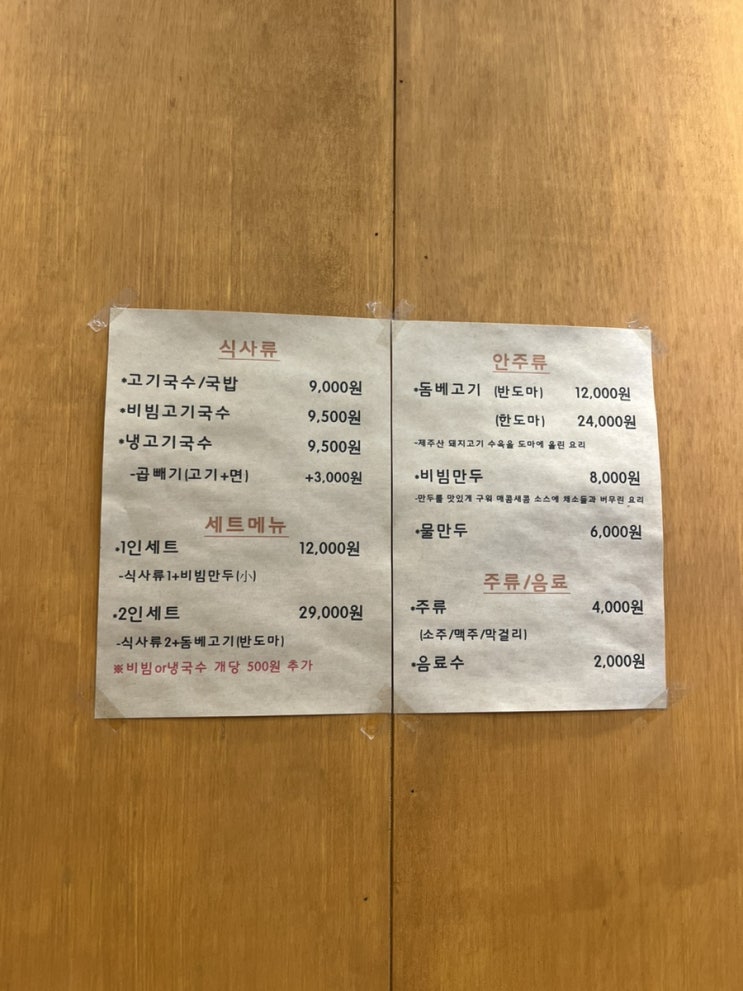 식사류
•고기국수/국밥 9,000원
•비빔고기국수 9,500원
•냉고기국수 9,500원
-곱빼기(고기+면) +3,000원
세트메뉴
•1인세트 12,000원
-식사류1+비빔만두(小)
•2인세트 29,000원
-식사류2+돔베고기(반도마)
※비빔or냉국수 개당 500원 추가
안주류
•돔베고기 (반도마) 12,000원
(한도마) 24,000원
-제주산 돼지고기 수육을 도마에 올린 요리
•비빔만두 8,000원
-만두를 맛있게 구워 매콤새콤 소스에 채소들과 버무린 요리
•물만두 6,000원
주류/음료
•주류 4,000원
(소주/맥주/막걸리)
•음료수 2,000원